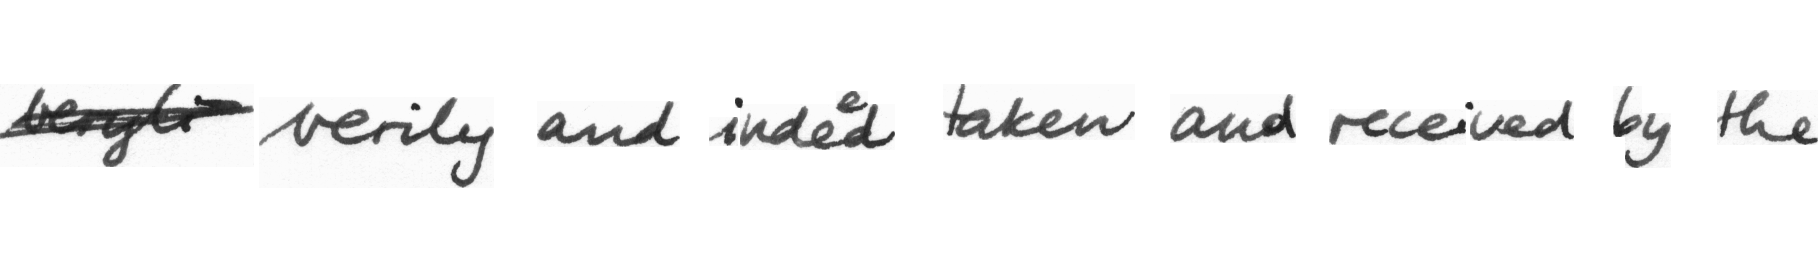 verily and indeed taken and received by the